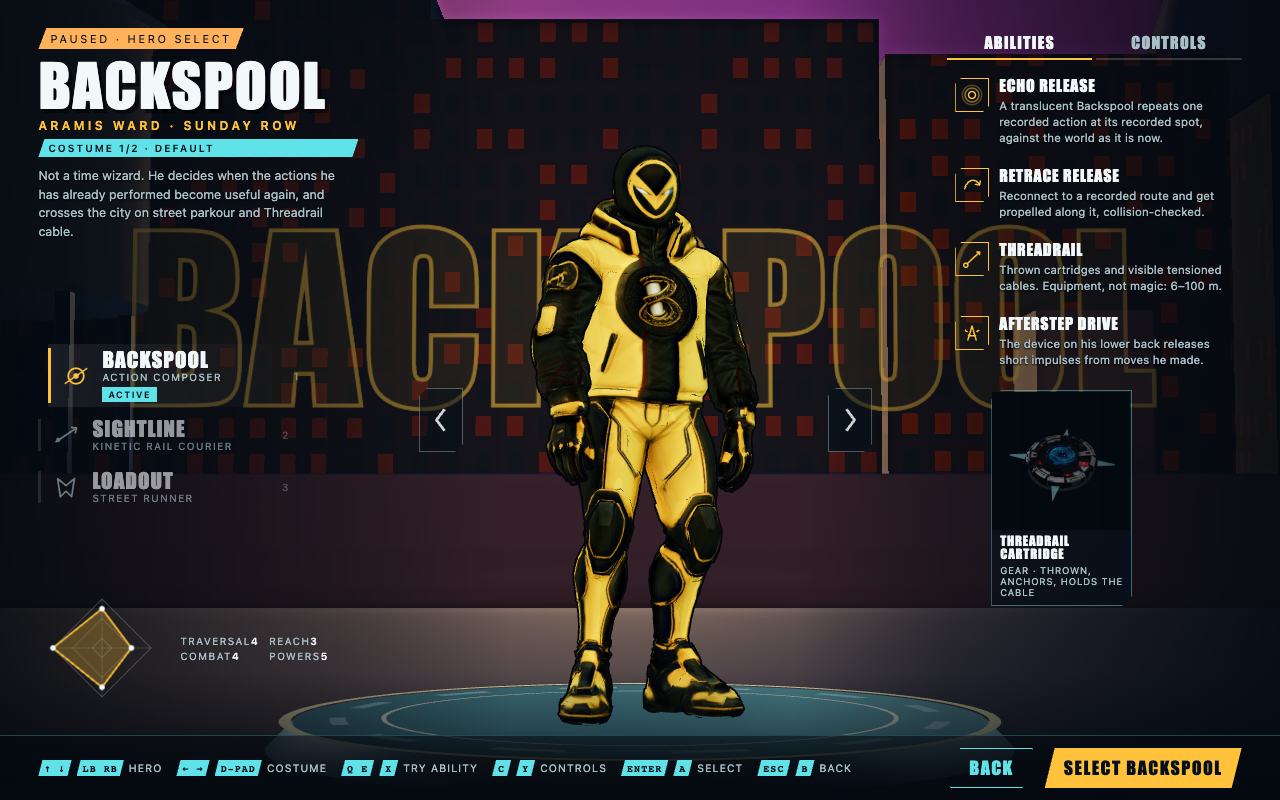 PAUSED · HERO SELECT
BACKSPOOL
ARAMIS WARD · SUNDAY ROW
COSTUME 1/2 · DEFAULT
Not a time wizard. He decides when the actions he
has already performed become useful again, and
crosses the city on street parkour and Threadrail
cable.
BACKSPOOL
B
BACKSPOOL
ACTION COMPOSER
1
ACTIVE
SIGHTLINE
KINETIC RAIL COURIER
2
LOADOUT
STREET RUNNER
3
TRAVERSAL4 REACH3
COMBAT4 POWERS5
ABILITIES CONTROLS
ECHO RELEASE
A translucent Backspool repeats one
recorded action at its recorded spot,
against the world as it is now.
RETRACE RELEASE
Reconnect to a recorded route and get
propelled along it, collision-checked.
THREADRAIL
Thrown cartridges and visible tensioned
cables. Equipment, not magic: 6–100 m.
AFTERSTEP DRIVE
The device on his lower back releases
short impulses from moves he made.
THREADRAIL
CARTRIDGE
GEAR · THROWN,
ANCHORS, HOLDS THE
CABLE
↑ ↓ LB RB HERO ← → D-PAD COSTUME Q E X TRY ABILITY C Y CONTROLS ENTER A SELECT ESC B BACK
BACK
SELECT BACKSPOOL